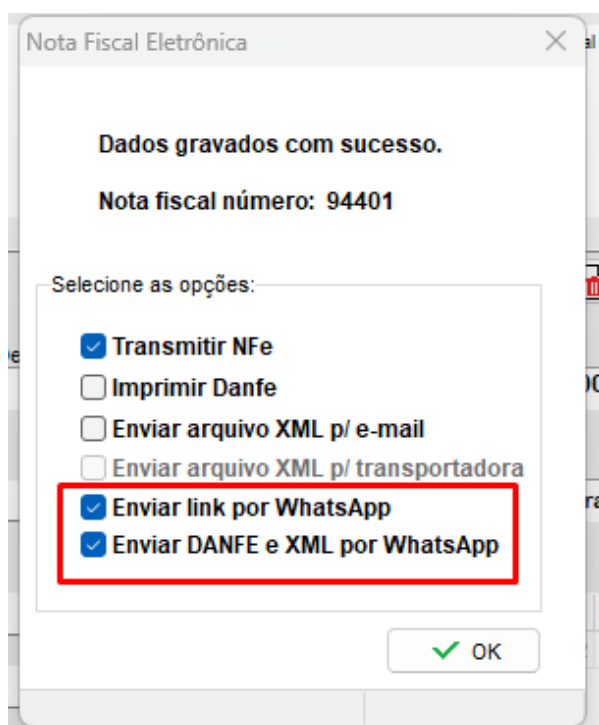 Nota Fiscal Eletrônica
Dados gravados com sucesso.
Nota fiscal número: 94401
Selecione as opções:
Transmitir NFe
Imprimir Danfe
Enviar arquivo XML p/ e-mail
Enviar arquivo XML p/ transportadora
Enviar link por WhatsApp
Enviar DANFE e XML por WhatsApp
OK